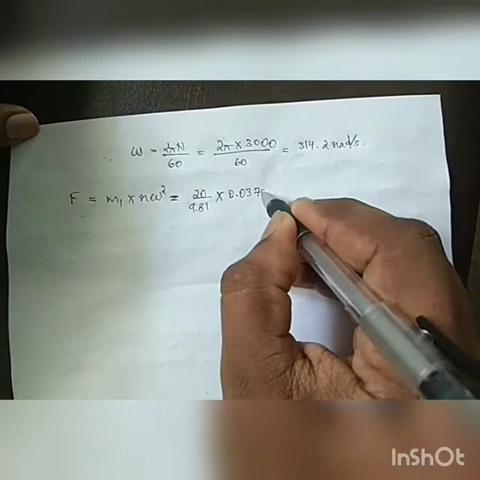 ω = 2πN/60 = 2π × 3000/60 = 314.2 rad/s.
F = m₁ × rω² = 20/9.81 × 0.037
InShOt